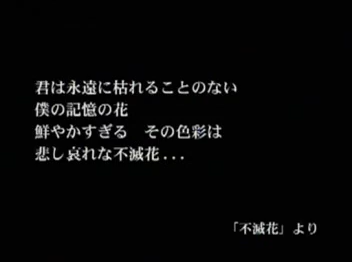 君は永遠に枯れることのない
僕の記憶の花
鮮やかすぎる　その色彩は
悲し哀れな不滅花...
「不滅花」より